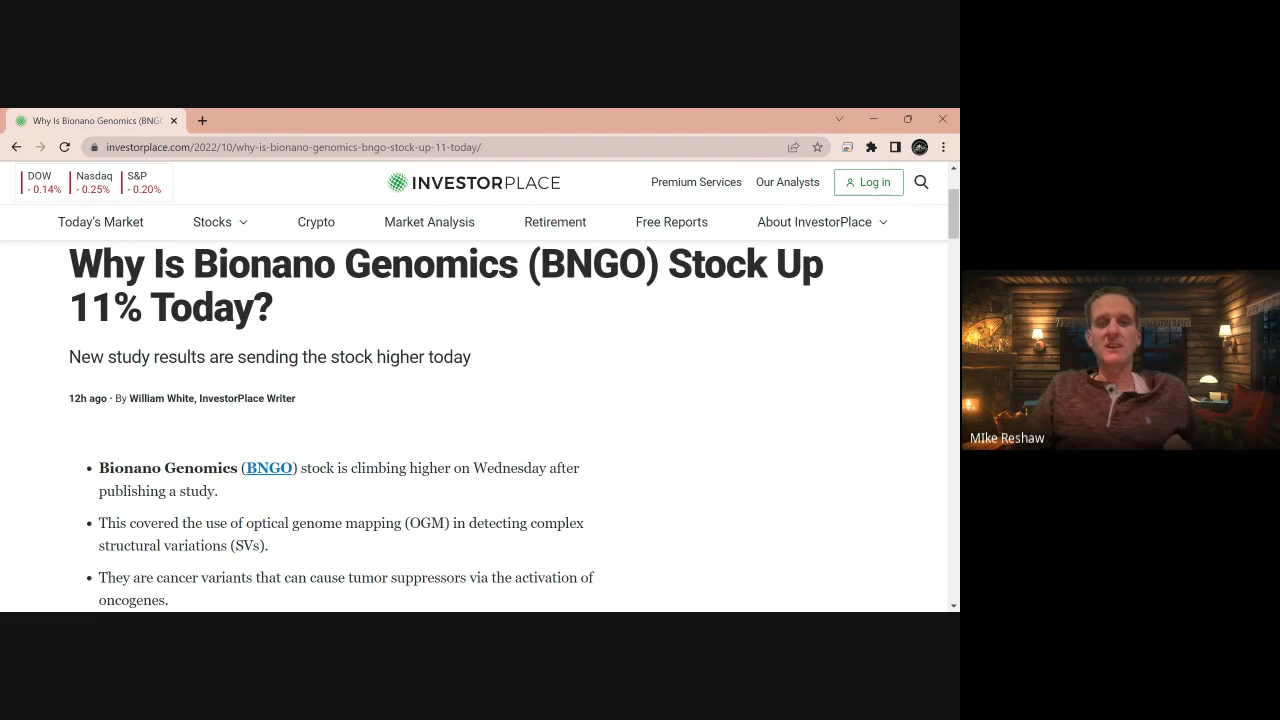 Why Is Bionano Genomics (BNGO
investorplace.com/2022/10/why-is-bionano-genomics-bngo-stock-up-11-today/
DOW Nasdaq S&P
- 0.14% - 0.25% - 0.20%
INVESTORPLACE
Premium Services Our Analysts Log in
Today's Market Stocks Crypto Market Analysis Retirement Free Reports About InvestorPlace
Why Is Bionano Genomics (BNGO) Stock Up
11% Today?
New study results are sending the stock higher today
12h ago · By William White, InvestorPlace Writer
• Bionano Genomics (BNGO) stock is climbing higher on Wednesday after
publishing a study.
• This covered the use of optical genome mapping (OGM) in detecting complex
structural variations (SVs).
• They are cancer variants that can cause tumor suppressors via the activation of
oncogenes.
MIke Reshaw